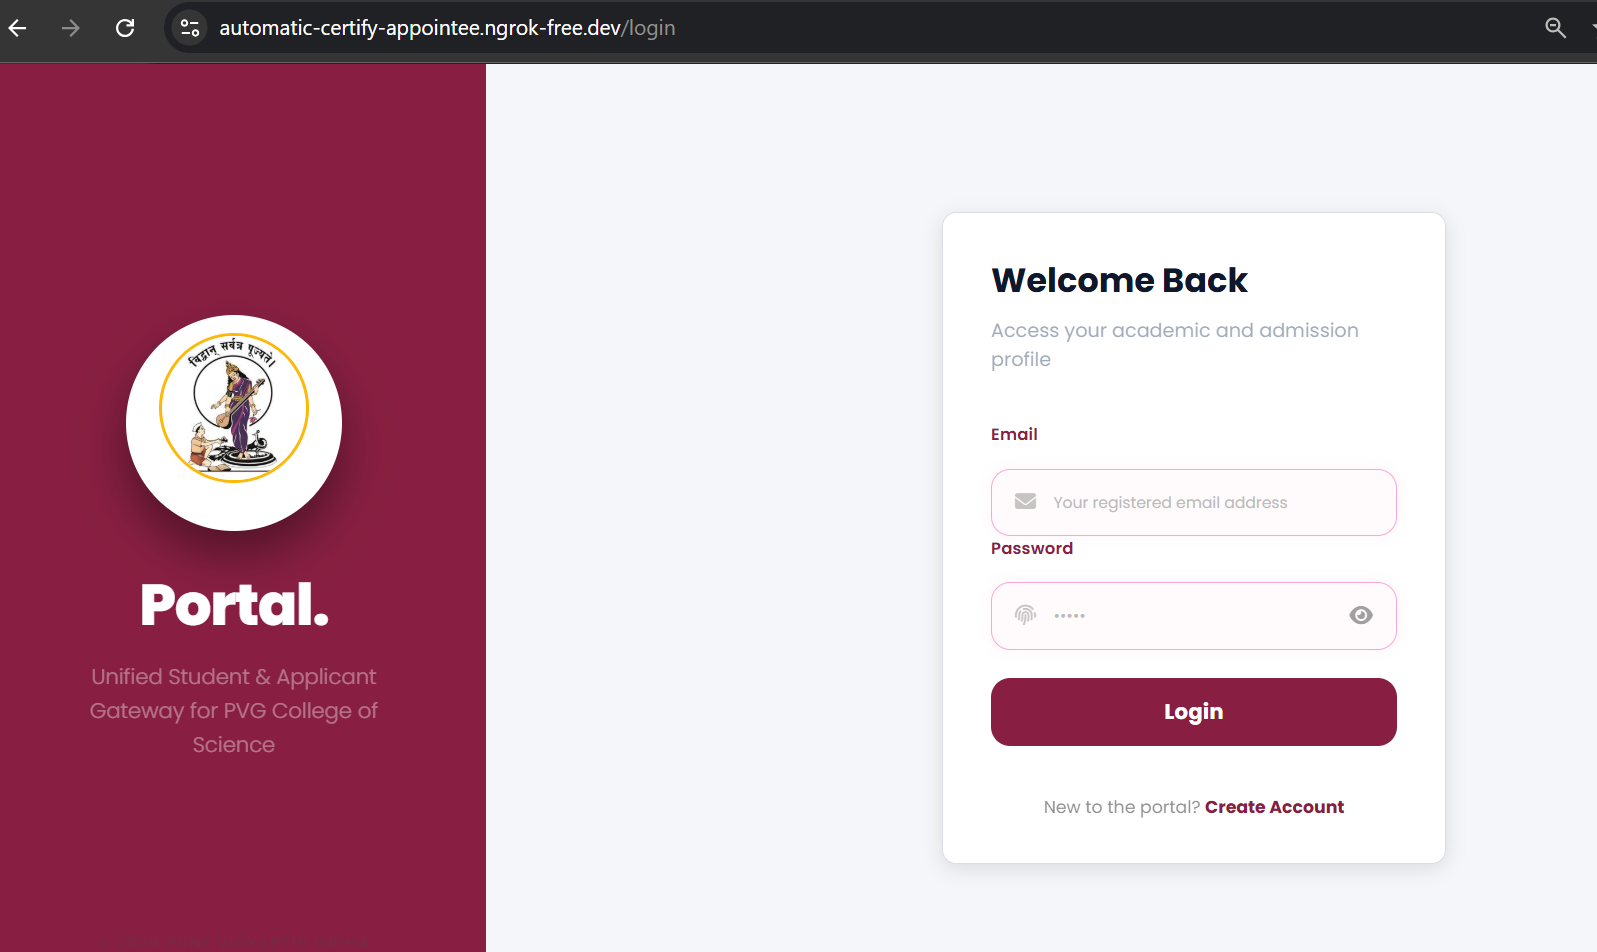 automatic-certify-appointee.ngrok-free.dev/login
विद्वान् सर्वत्र पूज्यते।
Portal.
Unified Student & Applicant
Gateway for PVG College of
Science
Welcome Back
Access your academic and admission
profile
Email
Your registered email address
Password
•••••
Login
New to the portal? Create Account